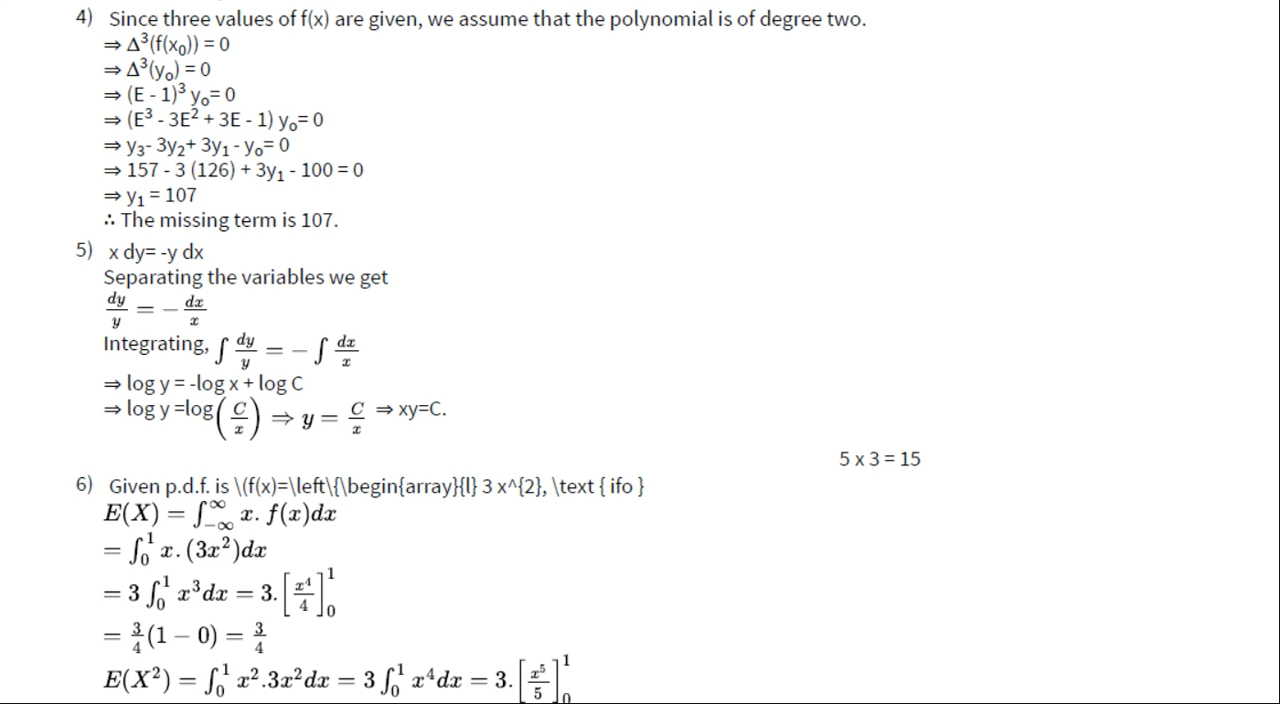 4) Since three values of f(x) are given, we assume that the polynomial is of degree two.
⇒ Δ³(f(x₀)) = 0
⇒ Δ³(yₒ) = 0
⇒ (E - 1)³ yₒ= 0
⇒ (E³ - 3E² + 3E - 1) yₒ= 0
⇒ y₃- 3y₂+ 3y₁ - yₒ= 0
⇒ 157 - 3 (126) + 3y₁ - 100 = 0
⇒ y₁ = 107
∴ The missing term is 107.
5) x dy= -y dx
Separating the variables we get
dy/y = − dx/x
Integrating, ∫ dy/y = − ∫ dx/x
⇒ log y = -log x + log C
⇒ log y =log(C/x) ⇒ y = C/x ⇒ xy=C.
5 x 3 = 15
6) Given p.d.f. is \(f(x)=\left\{\begin{array}{l} 3 x^{2}, \text { ifo }
E(X) = ∫_{−∞}^{∞} x. f(x)dx
= ∫₀¹ x. (3x²)dx
= 3 ∫₀¹ x³dx = 3. [x⁴/4]₀¹
= 3/4(1 − 0) = 3/4
E(X²) = ∫₀¹ x².3x²dx = 3 ∫₀¹ x⁴dx = 3. [x⁵/5]₀¹